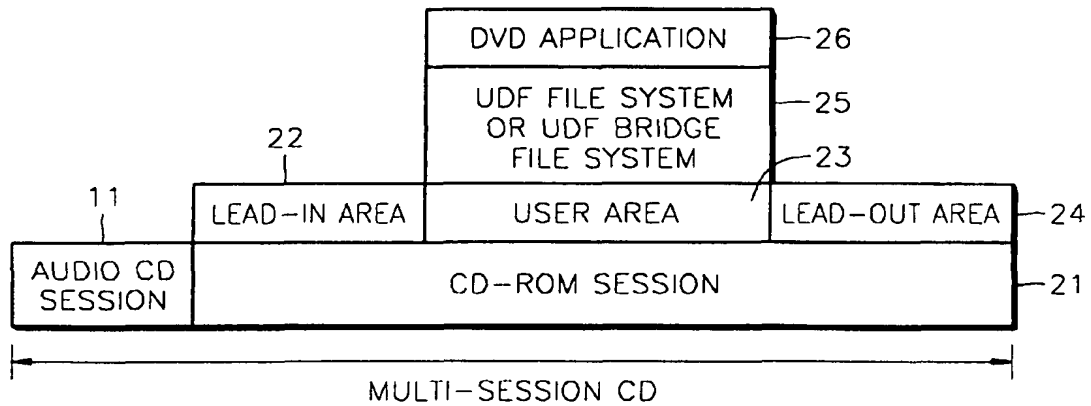 DVD APPLICATION
26
UDF FILE SYSTEM
OR UDF BRIDGE
FILE SYSTEM
25
22
23
11
LEAD-IN AREA
USER AREA
LEAD-OUT AREA
24
AUDIO CD
SESSION
CD-ROM SESSION
21
MULTI-SESSION CD